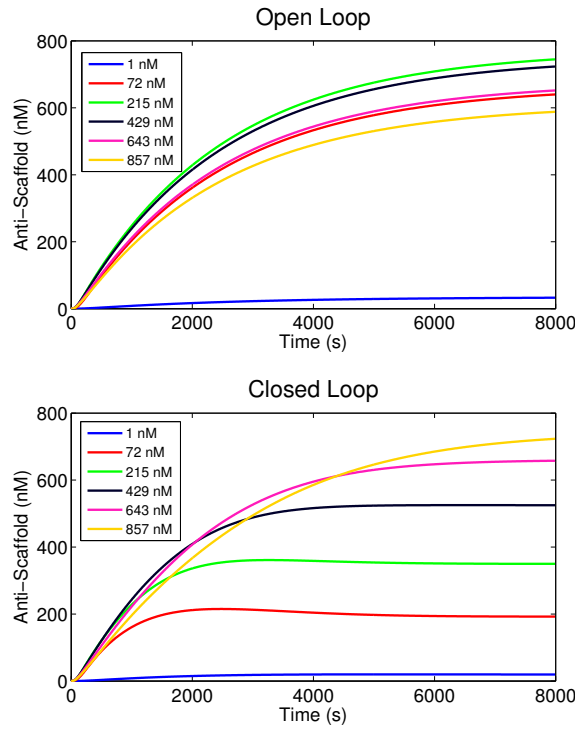 Open Loop
800
600
400
200
0
Anti-Scaffold (nM)
1 nM
72 nM
215 nM
429 nM
643 nM
857 nM
0 2000 4000 6000 8000
Time (s)
Closed Loop
800
600
400
200
0
Anti-Scaffold (nM)
1 nM
72 nM
215 nM
429 nM
643 nM
857 nM
0 2000 4000 6000 8000
Time (s)